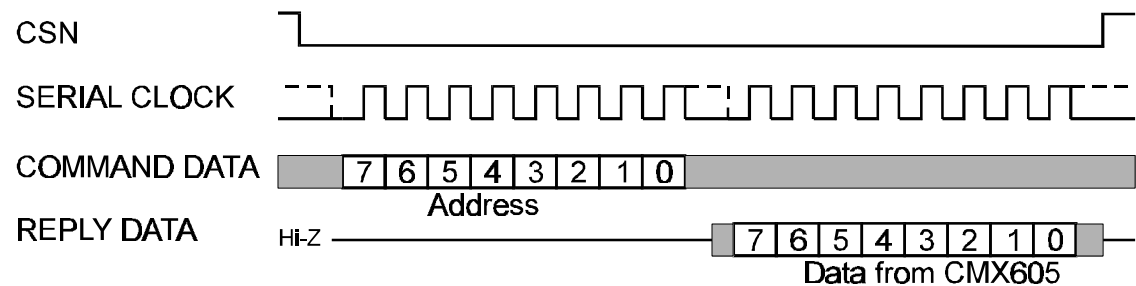 CSN
SERIAL CLOCK
COMMAND DATA 7 6 5 4 3 2 1 0
Address
REPLY DATA Hi-Z 7 6 5 4 3 2 1 0
Data from CMX605